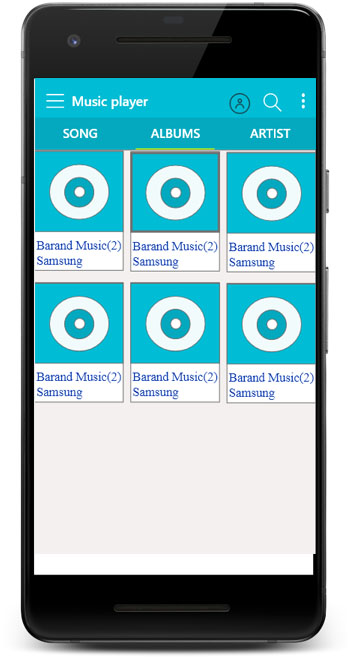 Music player
SONG ALBUMS ARTIST
Barand Music(2) Barand Music(2) Barand Music(2)
Samsung Samsung Samsung
Barand Music(2) Barand Music(2) Barand Music(2)
Samsung Samsung Samsung